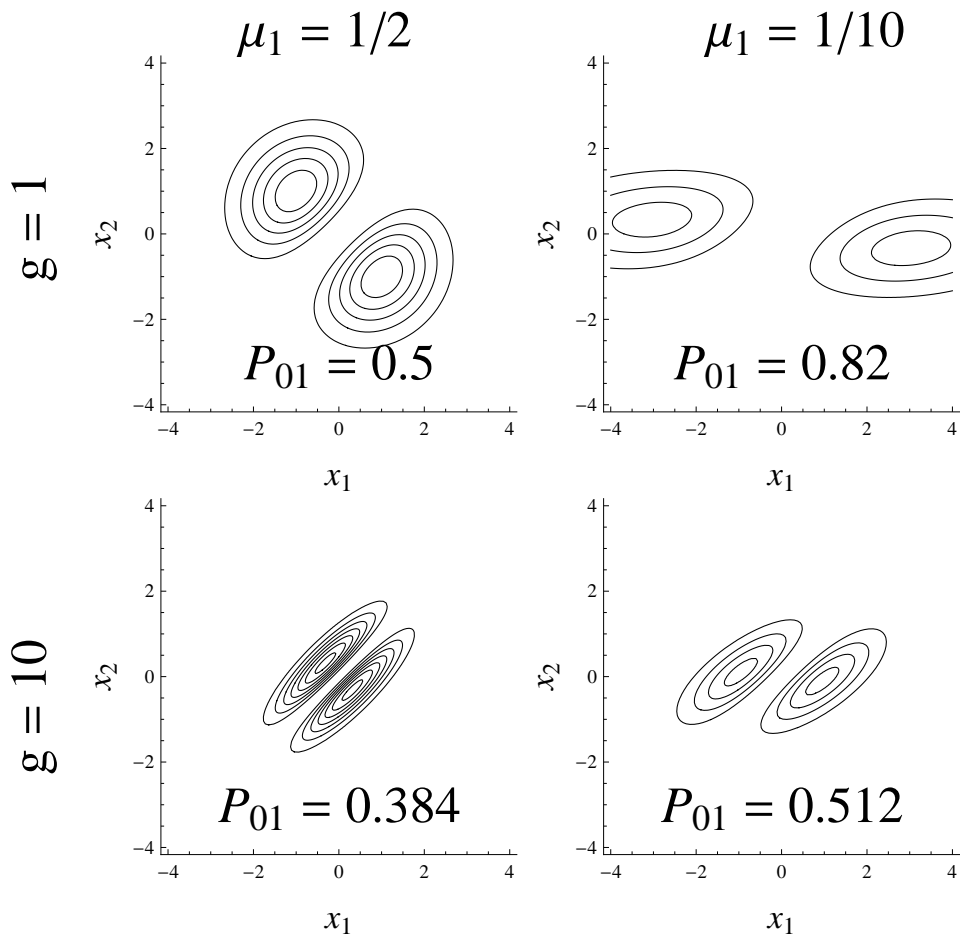 μ₁ = 1/2
μ₁ = 1/10
g = 1
4
2
0
−2
−4
x₂
P₀₁ = 0.5
−4 −2 0 2 4
x₁
4
2
0
−2
−4
x₂
P₀₁ = 0.82
−4 −2 0 2 4
x₁
g = 10
4
2
0
−2
−4
x₂
P₀₁ = 0.384
−4 −2 0 2 4
x₁
4
2
0
−2
−4
x₂
P₀₁ = 0.512
−4 −2 0 2 4
x₁